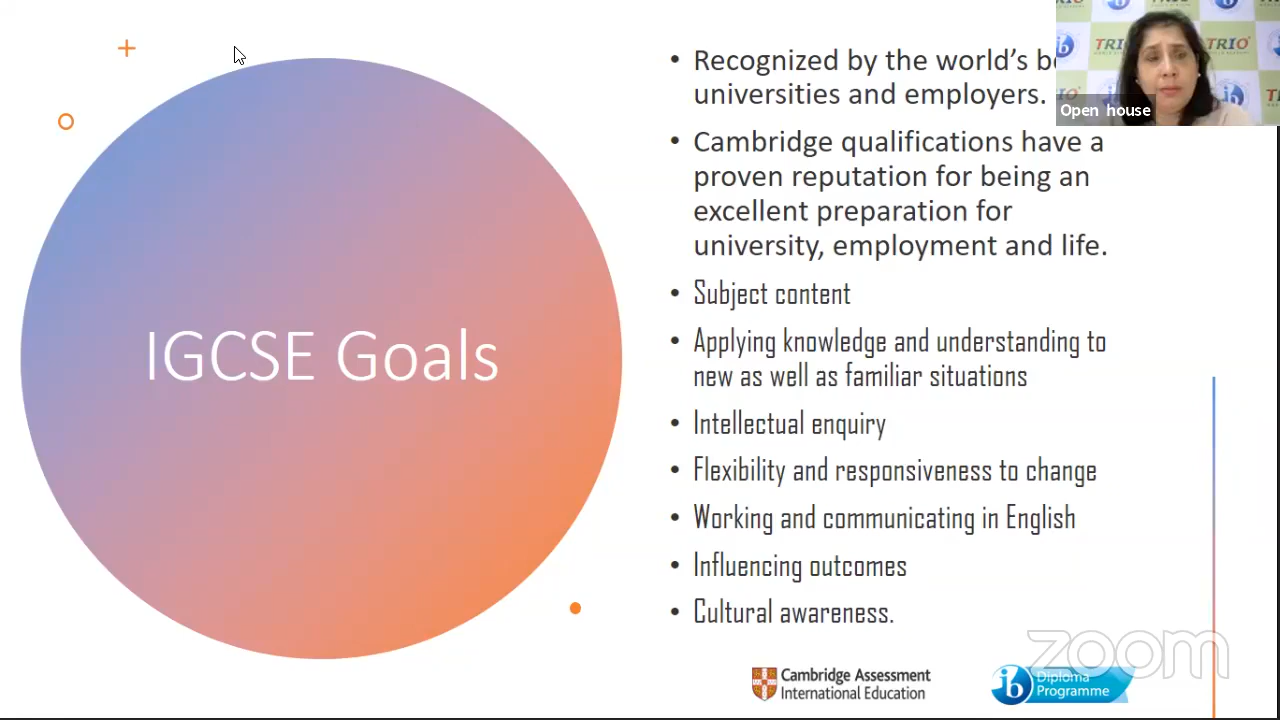 IGCSE Goals
• Recognized by the world's
universities and employers.
• Cambridge qualifications have a
proven reputation for being an
excellent preparation for
university, employment and life.
• Subject content
• Applying knowledge and understanding to
new as well as familiar situations
• Intellectual enquiry
• Flexibility and responsiveness to change
• Working and communicating in English
• Influencing outcomes
• Cultural awareness.
TRIO
Open house
Cambridge Assessment
International Education
ib
Diploma
Programme
zoom